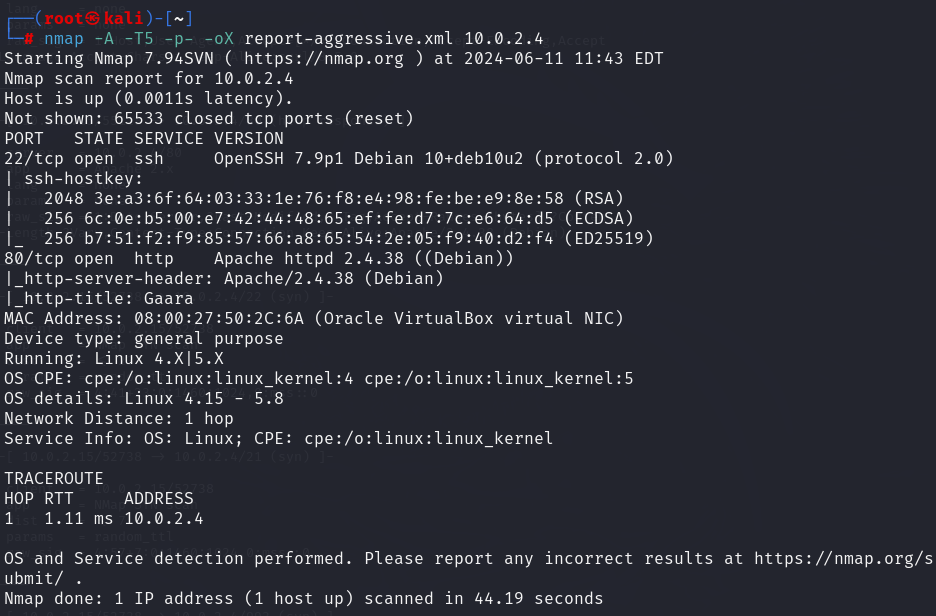 ┌──(root㉿kali)-[~]
└─# nmap -A -T5 -p- -oX report-aggressive.xml 10.0.2.4
Starting Nmap 7.94SVN ( https://nmap.org ) at 2024-06-11 11:43 EDT
Nmap scan report for 10.0.2.4
Host is up (0.0011s latency).
Not shown: 65533 closed tcp ports (reset)
PORT   STATE SERVICE VERSION
22/tcp open  ssh     OpenSSH 7.9p1 Debian 10+deb10u2 (protocol 2.0)
| ssh-hostkey:
|   2048 3e:a3:6f:64:03:33:1e:76:f8:e4:98:fe:be:e9:8e:58 (RSA)
|   256 6c:0e:b5:00:e7:42:44:48:65:ef:fe:d7:7c:e6:64:d5 (ECDSA)
|_  256 b7:51:f2:f9:85:57:66:a8:65:54:2e:05:f9:40:d2:f4 (ED25519)
80/tcp open  http    Apache httpd 2.4.38 ((Debian))
|_http-server-header: Apache/2.4.38 (Debian)
|_http-title: Gaara
MAC Address: 08:00:27:50:2C:6A (Oracle VirtualBox virtual NIC)
Device type: general purpose
Running: Linux 4.X|5.X
OS CPE: cpe:/o:linux:linux_kernel:4 cpe:/o:linux:linux_kernel:5
OS details: Linux 4.15 - 5.8
Network Distance: 1 hop
Service Info: OS: Linux; CPE: cpe:/o:linux:linux_kernel
TRACEROUTE
HOP RTT     ADDRESS
1   1.11 ms 10.0.2.4
OS and Service detection performed. Please report any incorrect results at https://nmap.org/s
ubmit/ .
Nmap done: 1 IP address (1 host up) scanned in 44.19 seconds